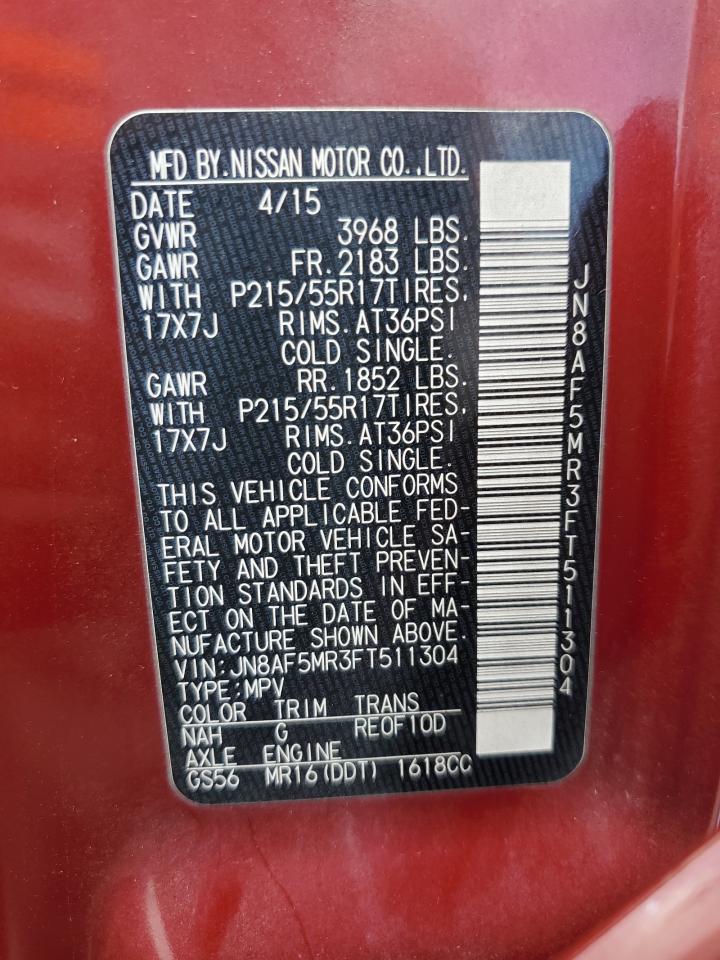 MFD BY.NISSAN MOTOR CO.,LTD.
DATE 4/15
GVWR 3968 LBS.
GAWR FR.2183 LBS.
WITH P215/55R17TIRES,
17X7J RIMS.AT36PSI
COLD SINGLE.
GAWR RR.1852 LBS.
WITH P215/55R17TIRES,
17X7J RIMS.AT36PSI
COLD SINGLE.
THIS VEHICLE CONFORMS
TO ALL APPLICABLE FED-
ERAL MOTOR VEHICLE SA-
FETY AND THEFT PREVEN-
TION STANDARDS IN EFF-
ECT ON THE DATE OF MA-
NUFACTURE SHOWN ABOVE.
VIN:JN8AF5MR3FT511304
TYPE:MPV
COLOR TRIM TRANS
NAH G RE0F10D
AXLE ENGINE
GS56 MR16(DDT) 1618CC
JN8AF5MR3FT511304